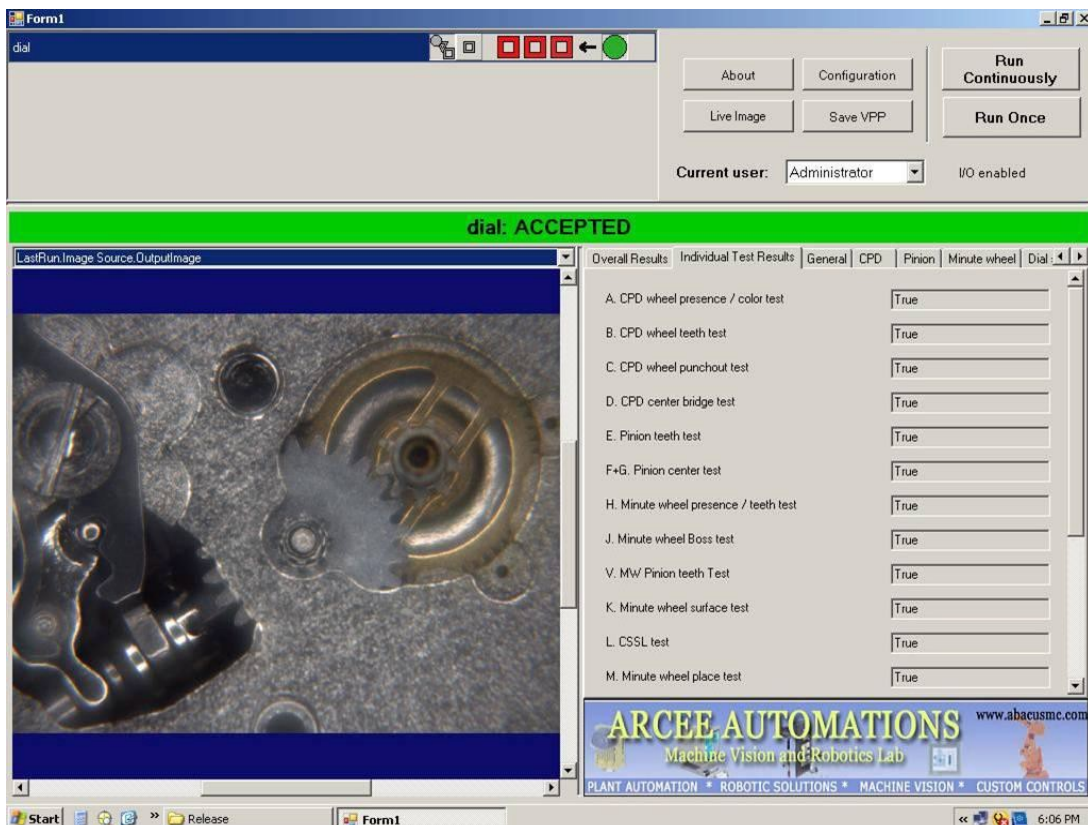 Form1
dial
About
Configuration
Run Continuously
Live Image
Save VPP
Run Once
Current user:
Administrator
I/O enabled
dial: ACCEPTED
LastRun.Image Source.OutputImage
Overall Results
Individual Test Results
General
CPD
Pinion
Minute wheel
Dial
A. CPD wheel presence / color test
True
B. CPD wheel teeth test
True
C. CPD wheel punchout test
True
D. CPD center bridge test
True
E. Pinion teeth test
True
F+G. Pinion center test
True
H. Minute wheel presence / teeth test
True
J. Minute wheel Boss test
True
V. MW Pinion teeth Test
True
K. Minute wheel surface test
True
L. CSSL test
True
M. Minute wheel place test
True
ARCEE AUTOMATIONS
www.abacusmc.com
Machine Vision and Robotics Lab
PLANT AUTOMATION * ROBOTIC SOLUTIONS * MACHINE VISION * CUSTOM CONTROLS
Start
Release
Form1
6:06 PM